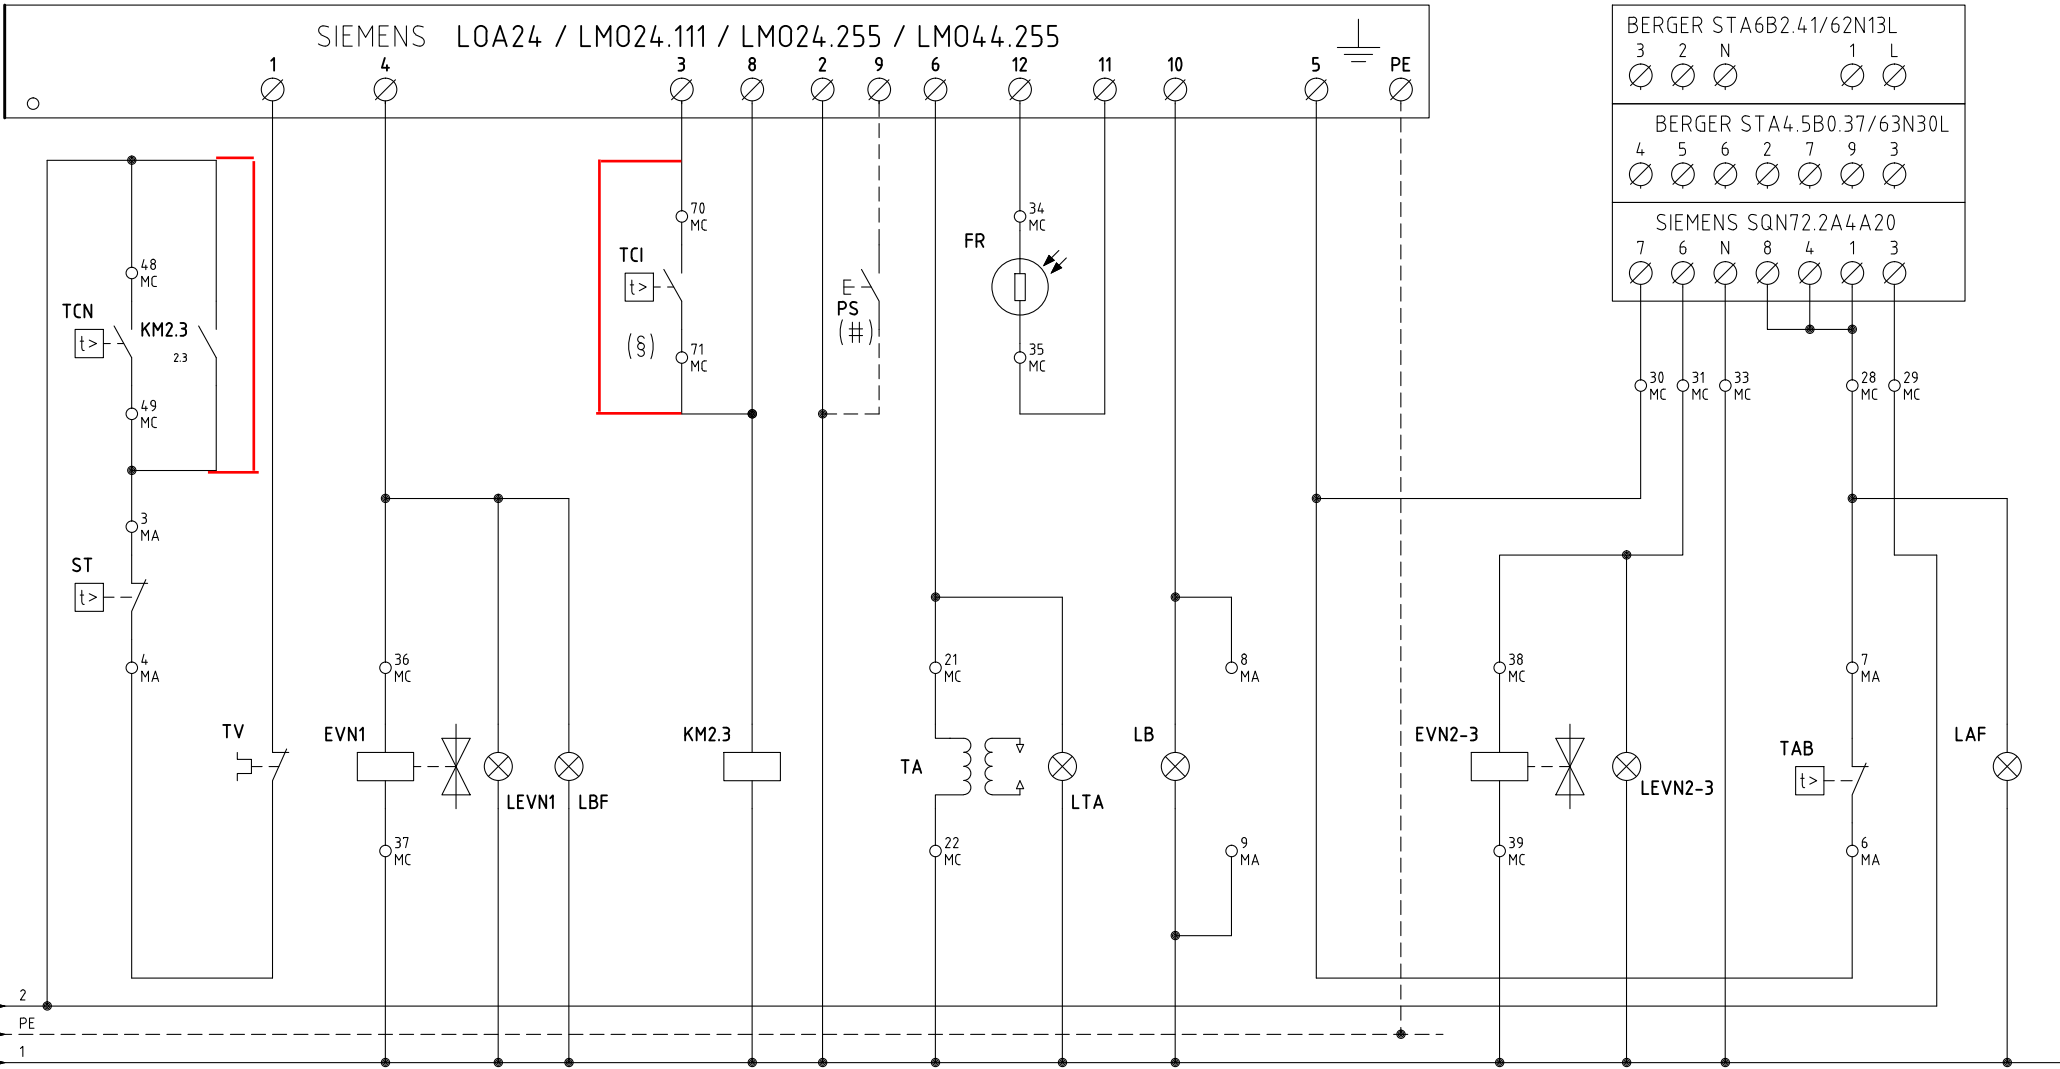 SIEMENS LOA24 / LMO24.111 / LMO24.255 / LMO44.255
1 4 3 8 2 9 6 12 11 10 5 PE
BERGER STA6B2.41/62N13L
3 2 N 1 L
BERGER STA4.5B0.37/63N30L
4 5 6 2 7 9 3
SIEMENS SQN72.2A4A20
7 6 N 8 4 1 3
48
MC
TCN
t>
KM2.3
2.3
49
MC
3
MA
ST
t>
4
MA
TV
36
MC
EVN1
37
MC
LEVN1
LBF
70
MC
TCI
t>
(§)
71
MC
KM2.3
PS
(#)
34
MC
FR
35
MC
21
MC
TA
22
MC
LTA
LB
8
MA
9
MA
30
MC
31
MC
33
MC
28
MC
29
MC
38
MC
EVN2-3
39
MC
LEVN2-3
7
MA
TAB
t>
6
MA
LAF
2
PE
1